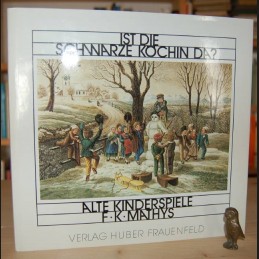 IST DIE
SCHWARZE KÖCHIN DA?
ALTE KINDERSPIELE
F·K·MATHYS
VERLAG HUBER FRAUENFELD